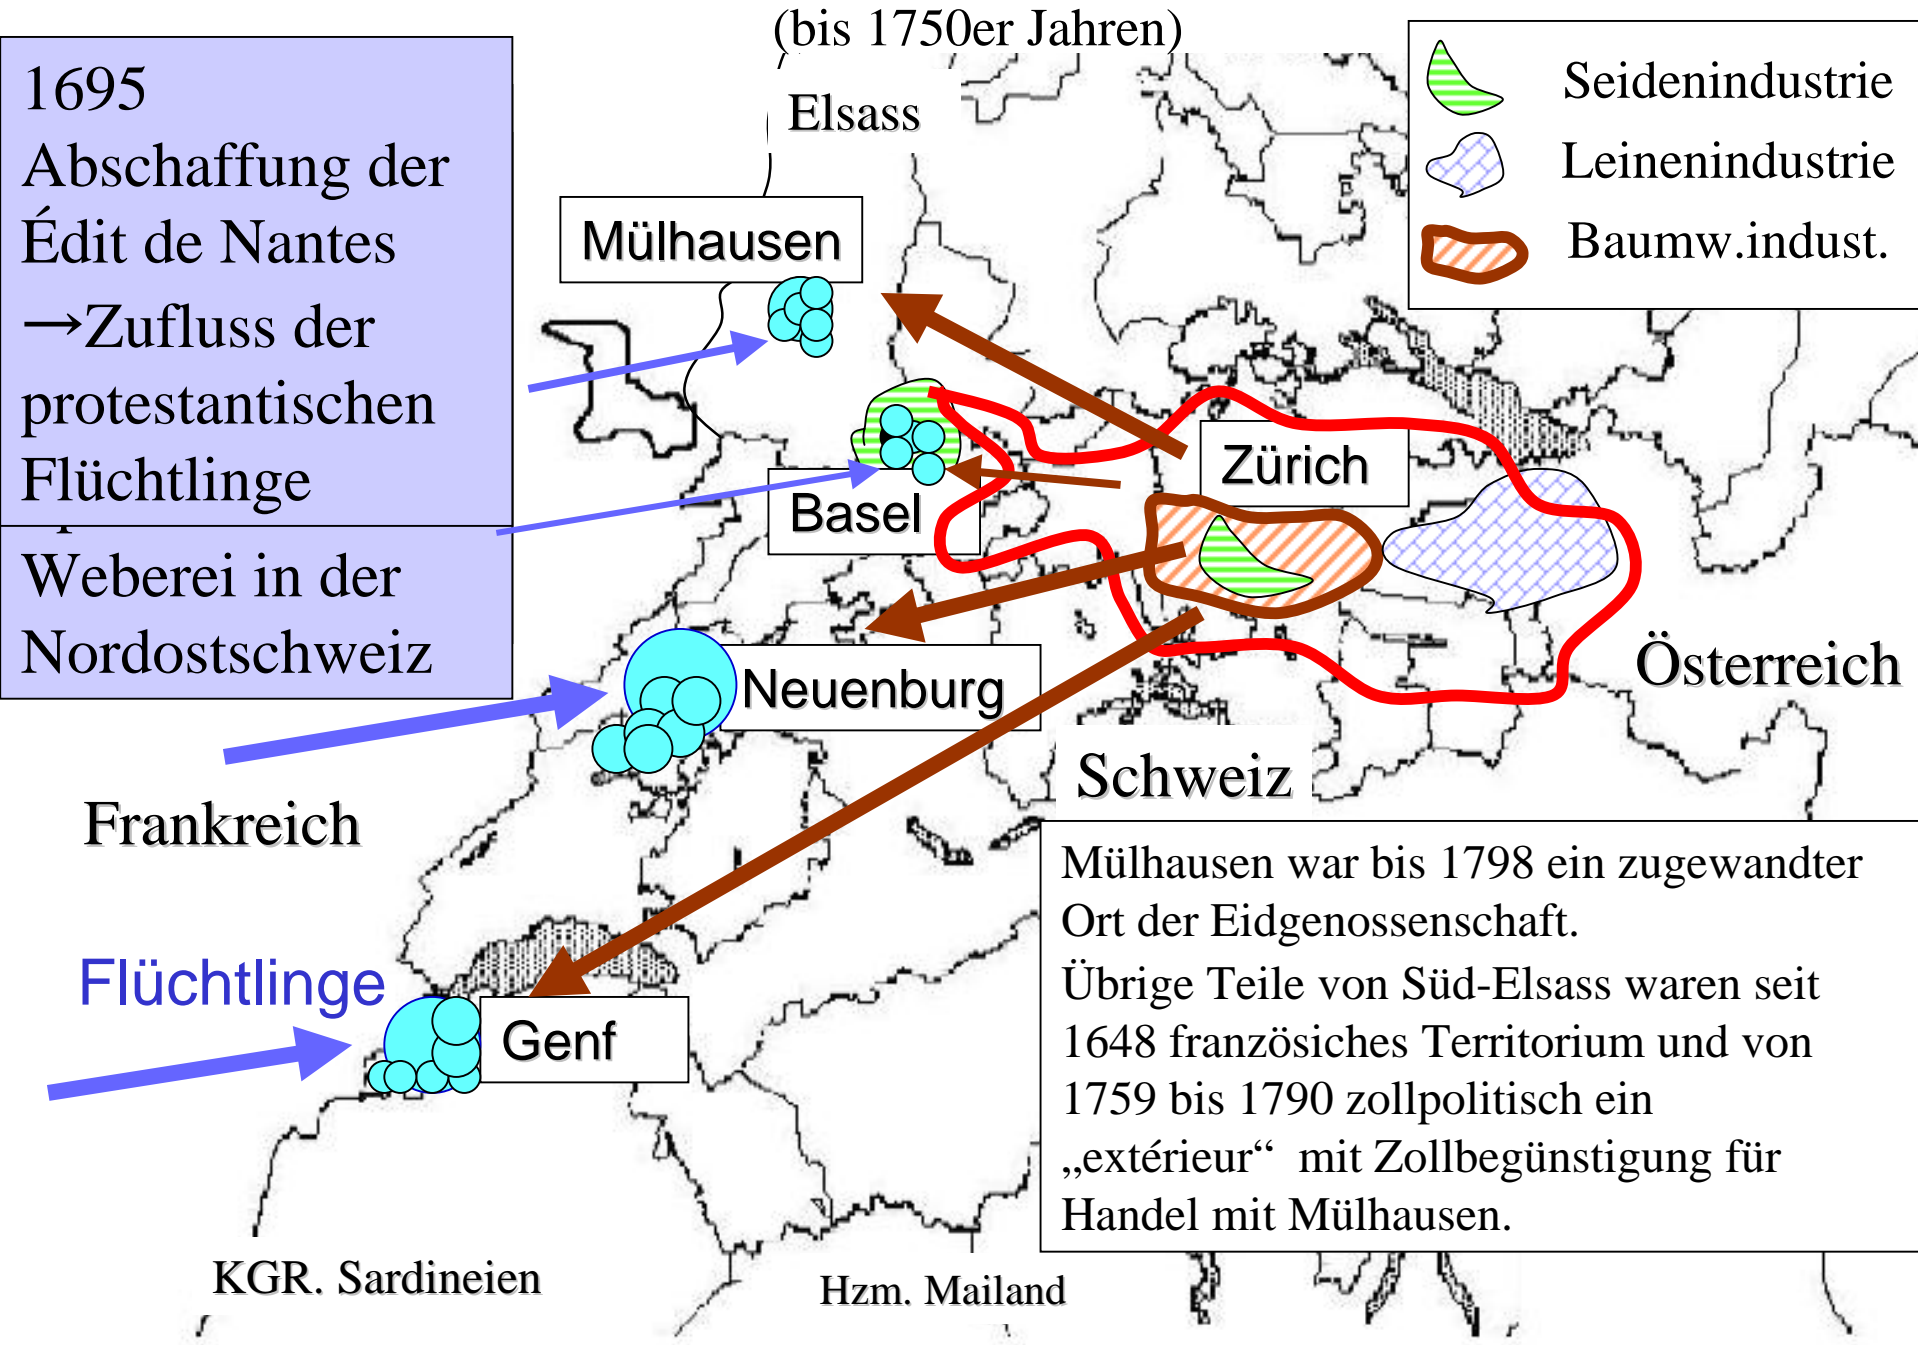 (bis 1750er Jahren)
1695
Abschaffung der
Édit de Nantes
→Zufluss der
protestantischen
Flüchtlinge
Weberei in der
Nordostschweiz
Elsass
Seidenindustrie
Leinenindustrie
Baumw.indust.
Mülhausen
Zürich
Basel
Neuenburg
Österreich
Schweiz
Frankreich
Flüchtlinge
Genf
Mülhausen war bis 1798 ein zugewandter
Ort der Eidgenossenschaft.
Übrige Teile von Süd-Elsass waren seit
1648 französiches Territorium und von
1759 bis 1790 zollpolitisch ein
„extérieur“ mit Zollbegünstigung für
Handel mit Mülhausen.
KGR. Sardineien
Hzm. Mailand